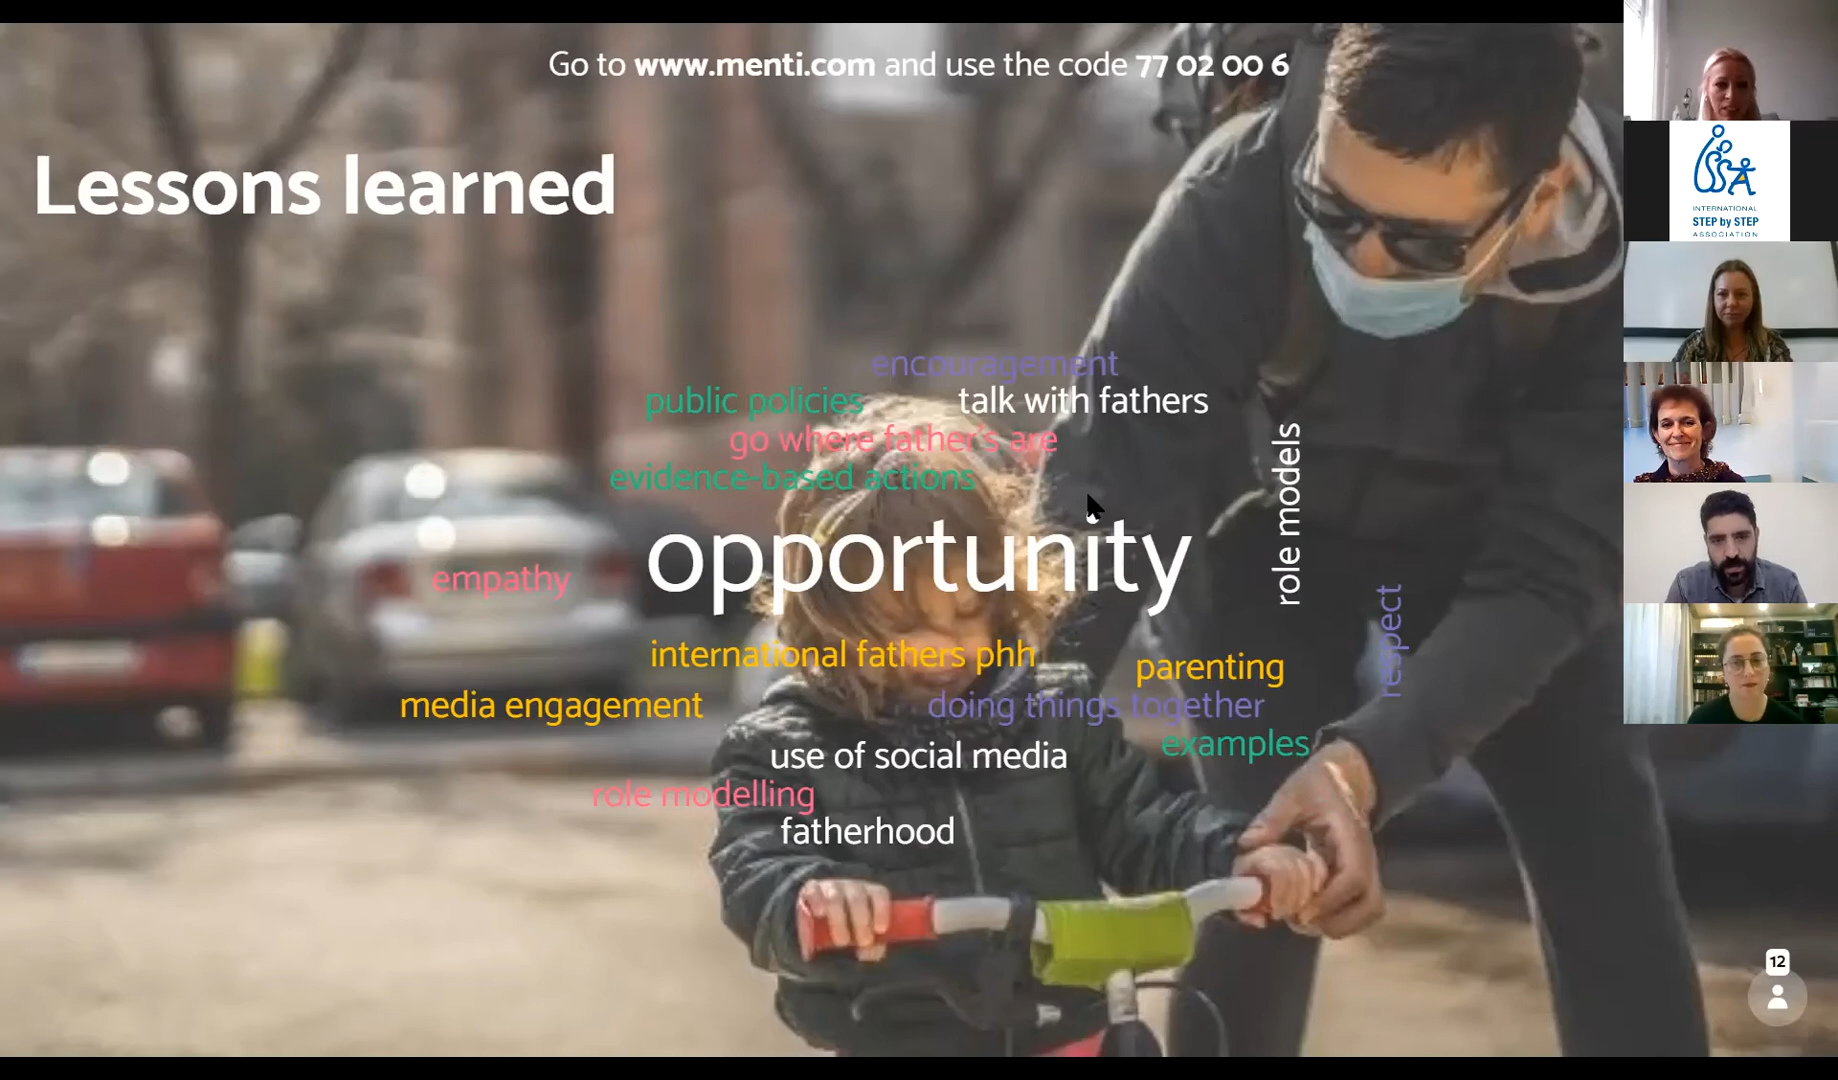 Go to www.menti.com and use the code 77 02 00 6
Lessons learned
encouragement
public policies
talk with fathers
go where father's are
evidence-based actions
role models
opportunity
empathy
respect
international fathers phh
parenting
media engagement
doing things together
examples
use of social media
role modelling
fatherhood
12
ISSA
INTERNATIONAL
STEP by STEP
ASSOCIATION